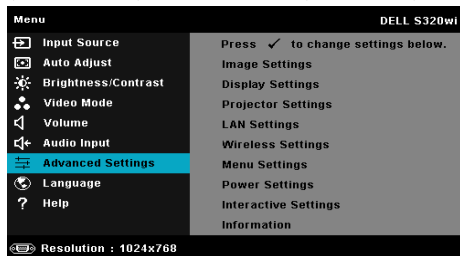 Menu DELL S320wi
Input Source
Auto Adjust
Brightness/Contrast
Video Mode
Volume
Audio Input
Advanced Settings
Language
? Help
Press ✓ to change settings below.
Image Settings
Display Settings
Projector Settings
LAN Settings
Wireless Settings
Menu Settings
Power Settings
Interactive Settings
Information
Resolution : 1024x768